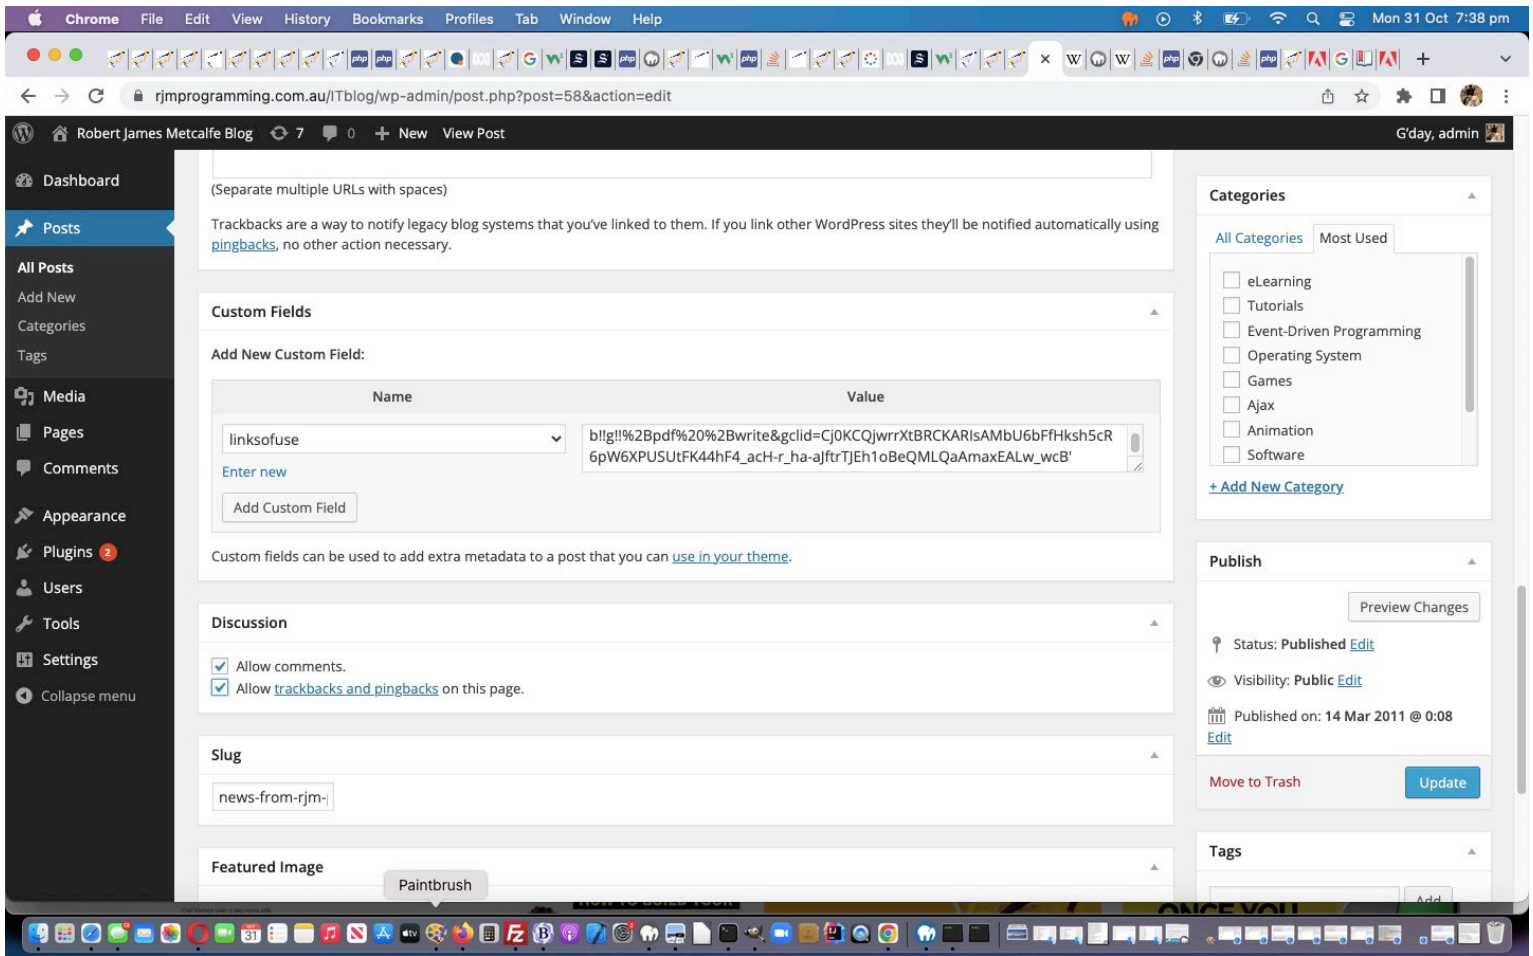 Chrome File Edit View History Bookmarks Profiles Tab Window Help Mon 31 Oct 7:38 pm
rjmprogramming.com.au/ITblog/wp-admin/post.php?post=58&action=edit
Robert James Metcalfe Blog 7 0 + New View Post G'day, admin
Dashboard
Posts
All Posts
Add New
Categories
Tags
Media
Pages
Comments
Appearance
Plugins 2
Users
Tools
Settings
Collapse menu
(Separate multiple URLs with spaces)
Trackbacks are a way to notify legacy blog systems that you've linked to them. If you link other WordPress sites they'll be notified automatically using
pingbacks, no other action necessary.
Custom Fields
Add New Custom Field:
Name Value
linksofuse
b!!g!!%2Bpdf%20%2Bwrite&gclid=Cj0KCQjwrrXtBRCKARIsAMbU6bFfHksh5cR
6pW6XPUSUtFK44hF4_acH-r_ha-aJftrTJEh1oBeQMLQaAmaxEALw_wcB'
Enter new
Add Custom Field
Custom fields can be used to add extra metadata to a post that you can use in your theme.
Discussion
Allow comments.
Allow trackbacks and pingbacks on this page.
Slug
news-from-rjm-
Featured Image
Paintbrush
Categories
All Categories Most Used
eLearning
Tutorials
Event-Driven Programming
Operating System
Games
Ajax
Animation
Software
+ Add New Category
Publish
Preview Changes
Status: Published Edit
Visibility: Public Edit
Published on: 14 Mar 2011 @ 0:08
Edit
Move to Trash Update
Tags
Add
ONCE YOU